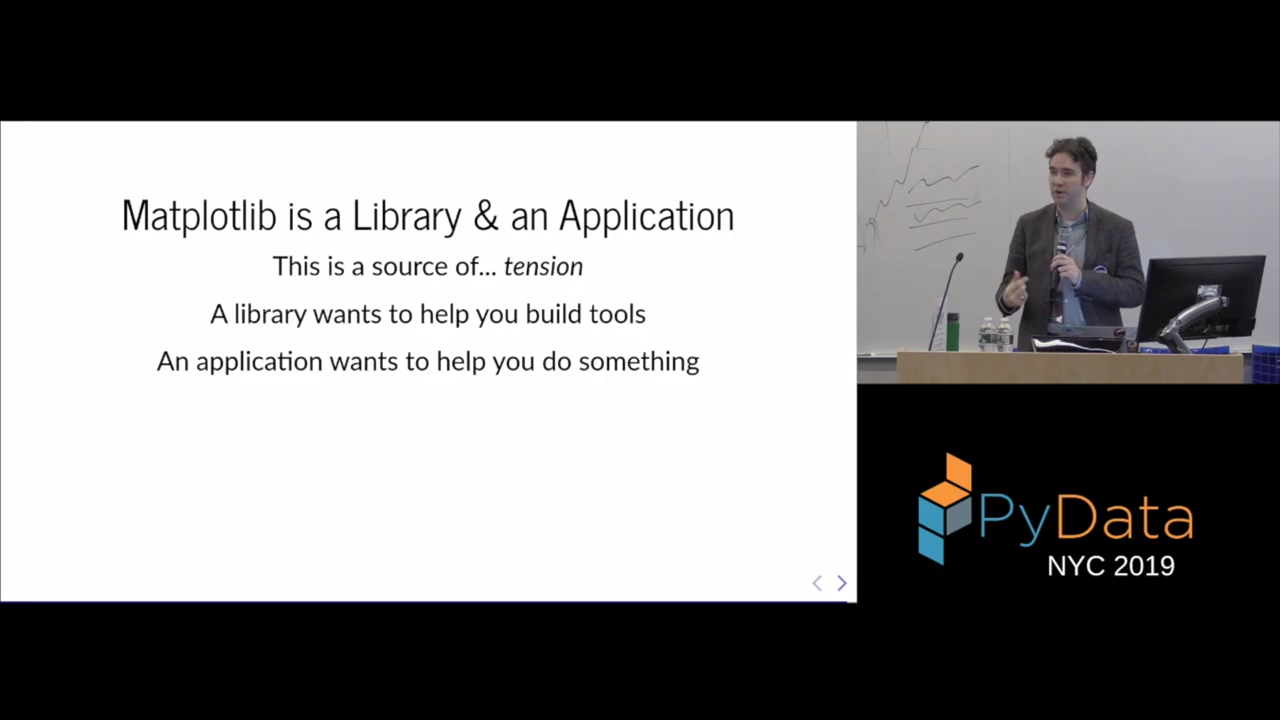 Matplotlib is a Library & an Application
This is a source of... tension
A library wants to help you build tools
An application wants to help you do something
PyData
NYC 2019